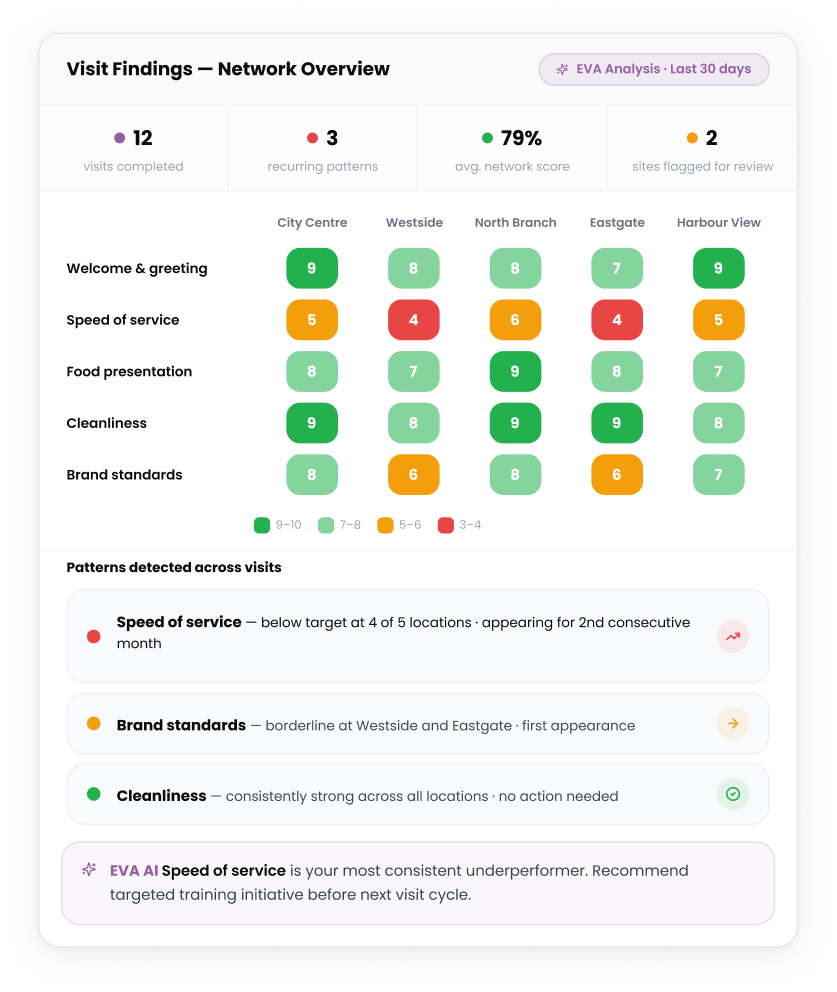 Visit Findings — Network Overview
EVA Analysis · Last 30 days
12
visits completed
3
recurring patterns
79%
avg. network score
2
sites flagged for review
City Centre Westside North Branch Eastgate Harbour View
Welcome & greeting 9 8 8 7 9
Speed of service 5 4 6 4 5
Food presentation 8 7 9 8 7
Cleanliness 9 8 9 9 8
Brand standards 8 6 8 6 7
9–10 7–8 5–6 3–4
Patterns detected across visits
Speed of service — below target at 4 of 5 locations · appearing for 2nd consecutive
month
Brand standards — borderline at Westside and Eastgate · first appearance
Cleanliness — consistently strong across all locations · no action needed
EVA AI Speed of service is your most consistent underperformer. Recommend
targeted training initiative before next visit cycle.